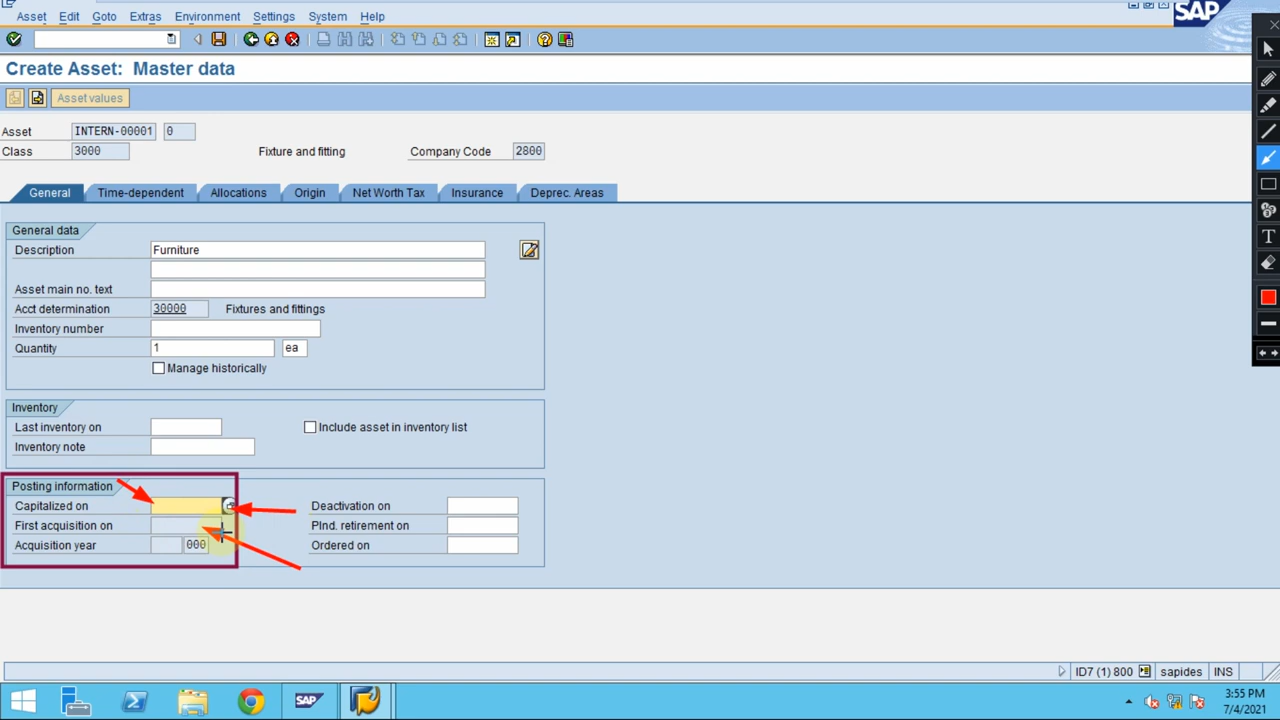 Asset Edit Goto Extras Environment Settings System Help
SAP
Create Asset: Master data
Asset values
Asset INTERN-00001 0
Class 3000 Fixture and fitting Company Code 2800
General Time-dependent Allocations Origin Net Worth Tax Insurance Deprec. Areas
General data
Description Furniture
Asset main no. text
Acct determination 30000 Fixtures and fittings
Inventory number
Quantity 1 ea
Manage historically
Inventory
Last inventory on Include asset in inventory list
Inventory note
Posting information
Capitalized on Deactivation on
First acquisition on Plnd. retirement on
Acquisition year 000 Ordered on
ID7 (1) 800 sapides INS
SAP
3:55 PM
7/4/2021